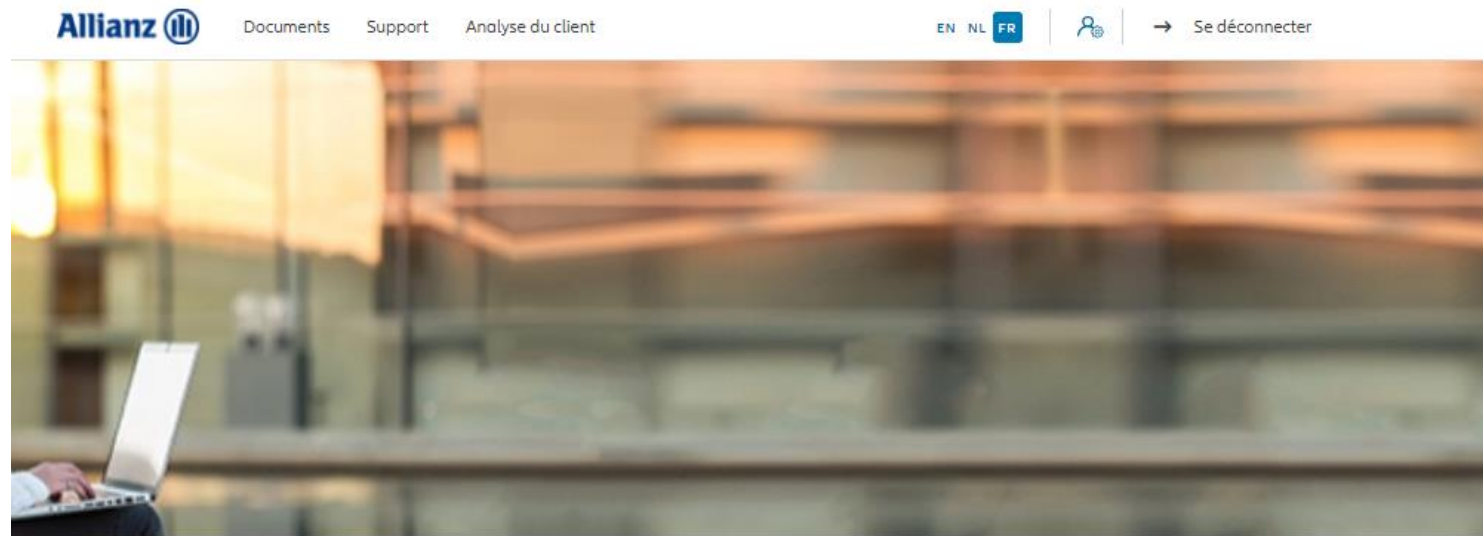 Allianz Documents Support Analyse du client EN NL FR → Se déconnecter